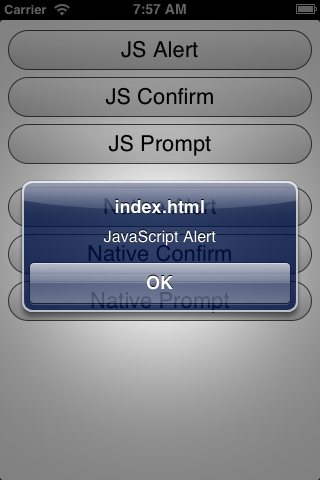 Carrier 7:57 AM
JS Alert
JS Confirm
JS Prompt
index.html
JavaScript Alert
Native Confirm
OK
Native Prompt